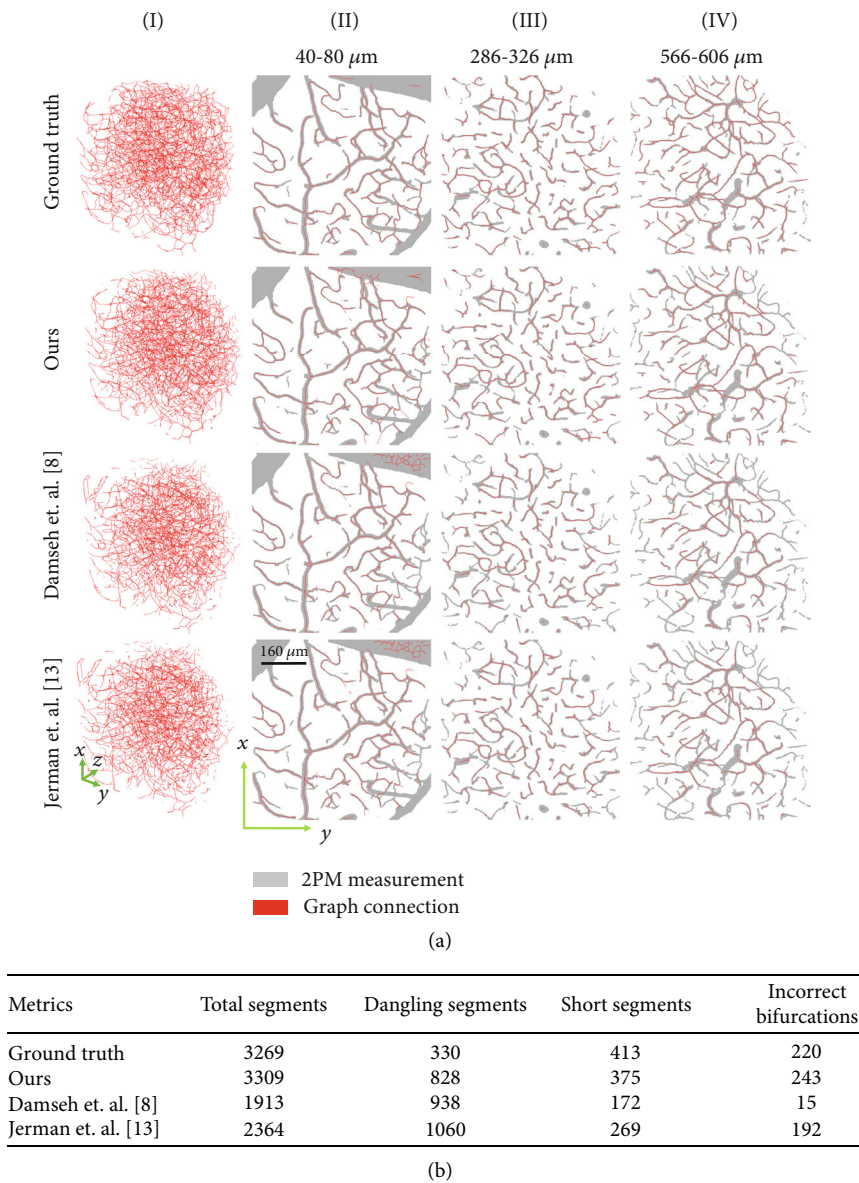 (I) (II) (III) (IV)
40-80 μm 286-326 μm 566-606 μm
Ground truth
Ours
Damseh et. al. [8]
Jerman et. al. [13]
160 μm
x
z
y
x
y
2PM measurement
Graph connection
(a)
Metrics Total segments Dangling segments Short segments Incorrect bifurcations
Ground truth 3269 330 413 220
Ours 3309 828 375 243
Damseh et. al. [8] 1913 938 172 15
Jerman et. al. [13] 2364 1060 269 192
(b)